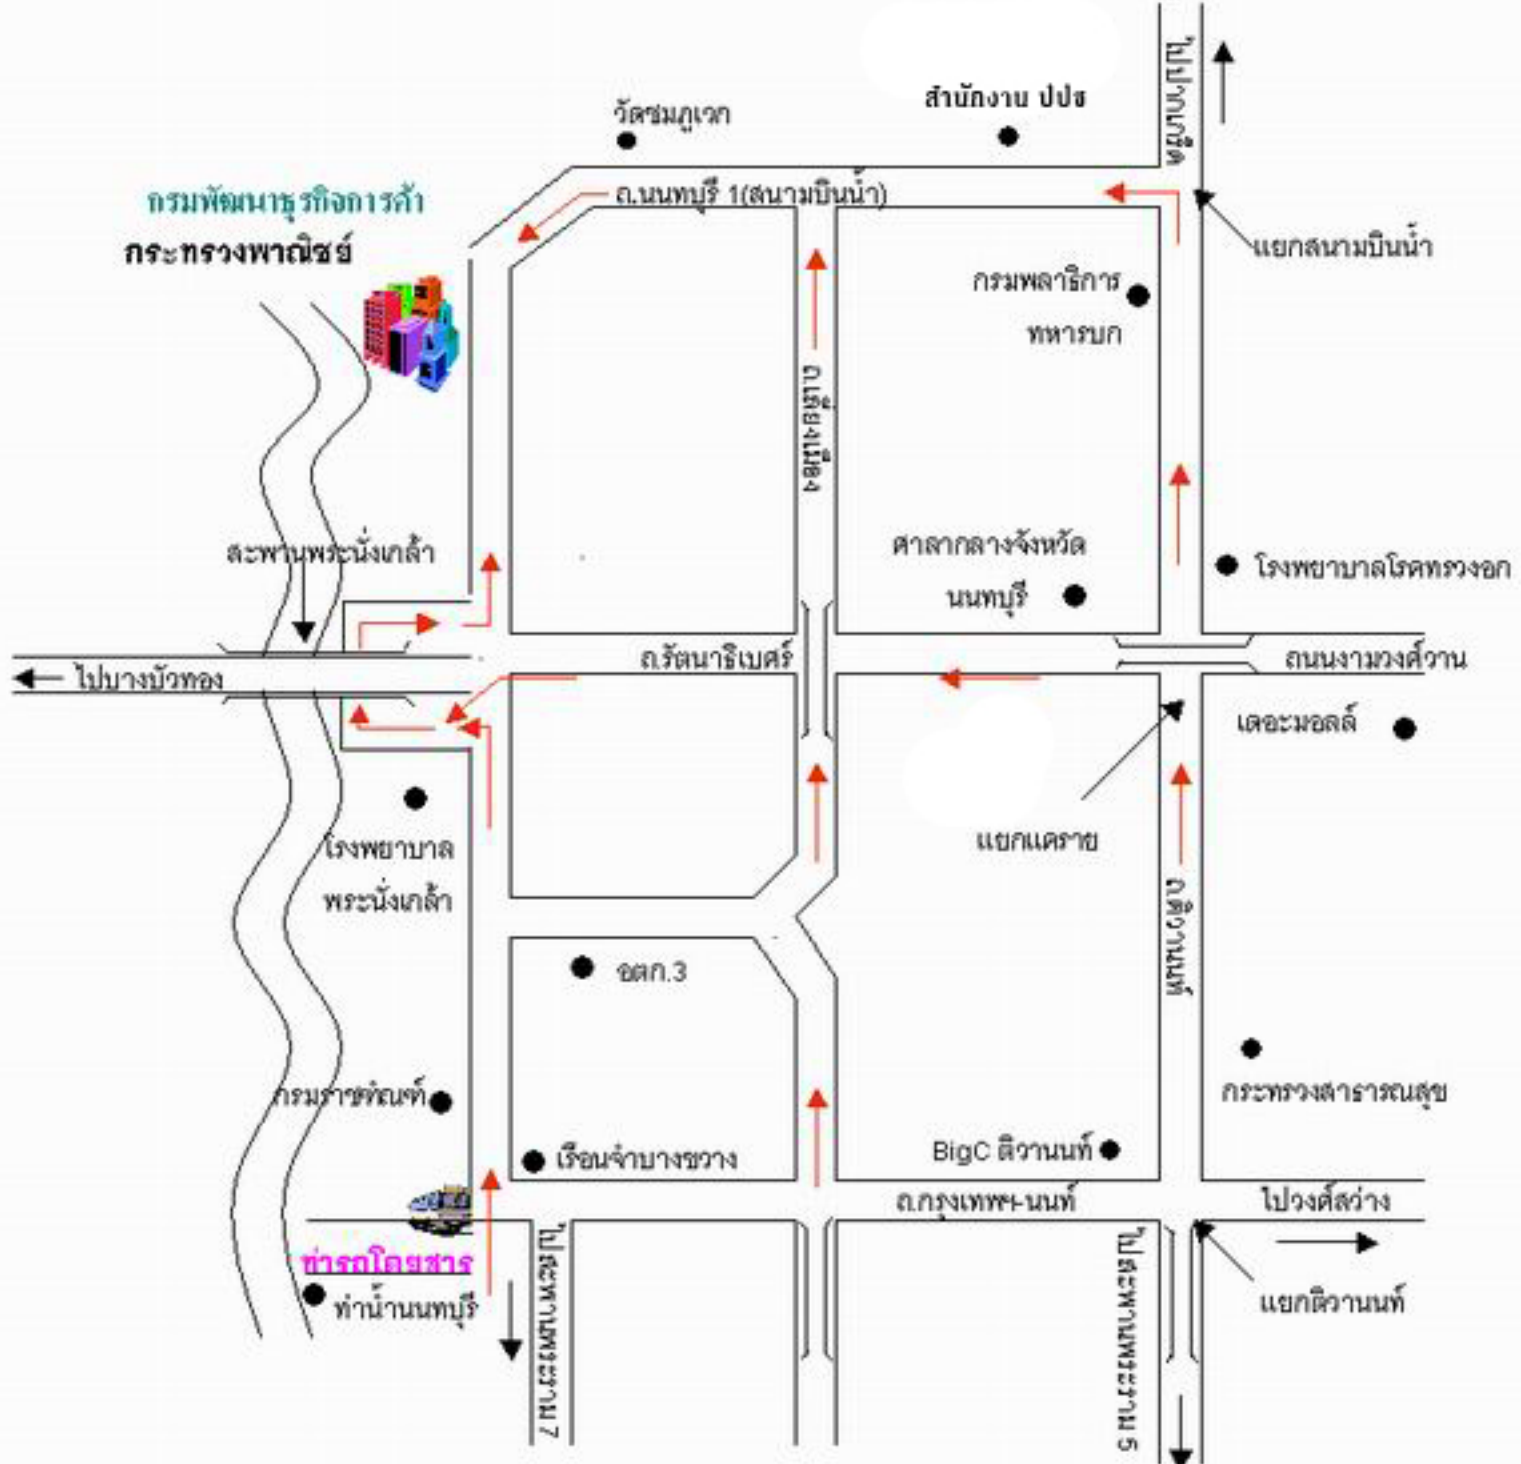 ไปปากเกร็ด
สำนักงาน ปปช
วัดชมภูเวก
ถ.นนทบุรี 1(สนามบินน้ำ)
กรมพัฒนาธุรกิจการค้า
กระทรวงพาณิชย์
แยกสนามบินน้ำ
กรมพลาธิการ
ทหารบก
ถ.เลี่ยงเมือง
สะพานพระนั่งเกล้า
ศาลากลางจังหวัด
นนทบุรี
โรงพยาบาลโรคทรวงอก
ถ.รัตนาธิเบศร์
ถนนงามวงศ์วาน
ไปบางบัวทอง
เดอะมอลล์
แยกแคราย
โรงพยาบาล
พระนั่งเกล้า
ถ.ติวานนท์
อตก.3
กรมราชทัณฑ์
กระทรวงสาธารณสุข
เรือนจำบางขวาง
BigC ติวานนท์
ถ.กรุงเทพฯ-นนท์
ไปวงศ์สว่าง
ท่ารถโดยสาร
ท่าน้ำนนทบุรี
ไปสะพานพระราม 7
ไปสะพานพระราม 5
แยกติวานนท์